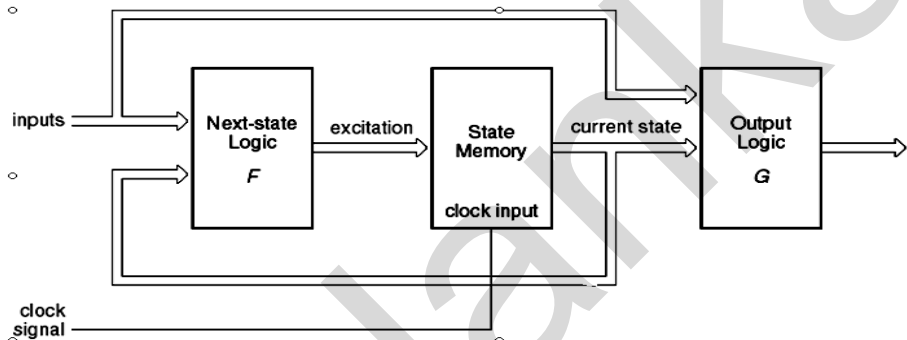 inputs
Next-state
Logic
F
excitation
State
Memory
clock input
current state
Output
Logic
G
clock
signal